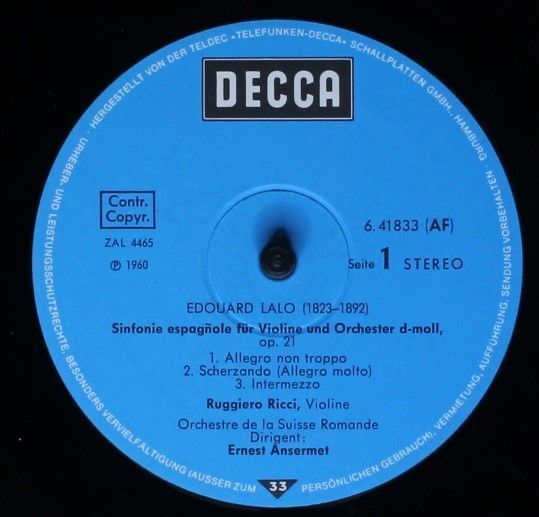 HERGESTELLT VON DER TELDEC »TELEFUNKEN-DECCA« SCHALLPLATTEN GMBH., HAMBURG · URHEBER- UND LEISTUNGSSCHUTZRECHTE, BESONDERS VERVIELFÄLTIGUNG (AUSSER ZUM PERSÖNLICHEN GEBRAUCH), VERMIETUNG, AUFFÜHRUNG, SENDUNG VORBEHALTEN
DECCA
Contr.
Copyr.
ZAL 4465
℗ 1960
6.41833 (AF)
Seite 1 STEREO
EDOUARD LALO (1823–1892)
Sinfonie espagñole für Violine und Orchester d-moll,
op. 21
1. Allegro non troppo
2. Scherzando (Allegro molto)
3. Intermezzo
Ruggiero Ricci, Violine
Orchestre de la Suisse Romande
Dirigent:
Ernest Ansermet
33